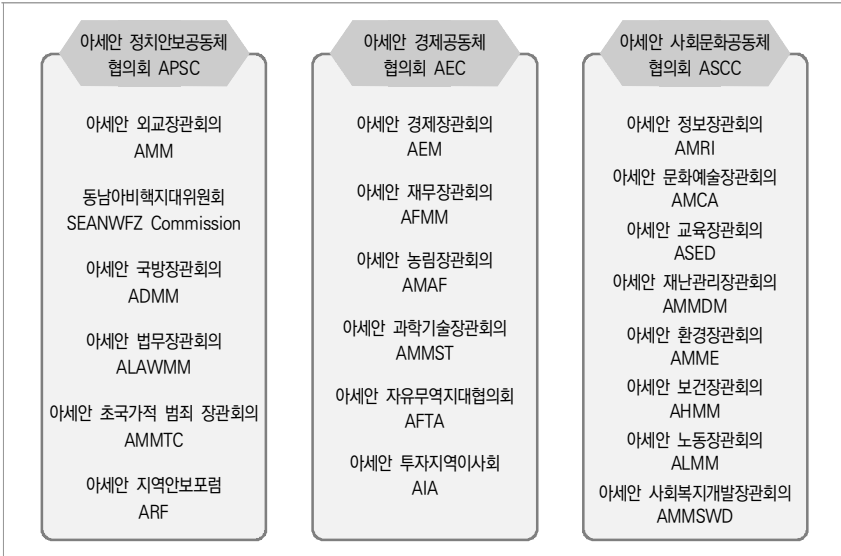 아세안 정치안보공동체
협의회 APSC
아세안 외교장관회의
AMM
동남아비핵지대위원회
SEANWFZ Commission
아세안 국방장관회의
ADMM
아세안 법무장관회의
ALAWMM
아세안 초국가적 범죄 장관회의
AMMTC
아세안 지역안보포럼
ARF
아세안 경제공동체
협의회 AEC
아세안 경제장관회의
AEM
아세안 재무장관회의
AFMM
아세안 농림장관회의
AMAF
아세안 과학기술장관회의
AMMST
아세안 자유무역지대협의회
AFTA
아세안 투자지역이사회
AIA
아세안 사회문화공동체
협의회 ASCC
아세안 정보장관회의
AMRI
아세안 문화예술장관회의
AMCA
아세안 교육장관회의
ASED
아세안 재난관리장관회의
AMMDM
아세안 환경장관회의
AMME
아세안 보건장관회의
AHMM
아세안 노동장관회의
ALMM
아세안 사회복지개발장관회의
AMMSWD